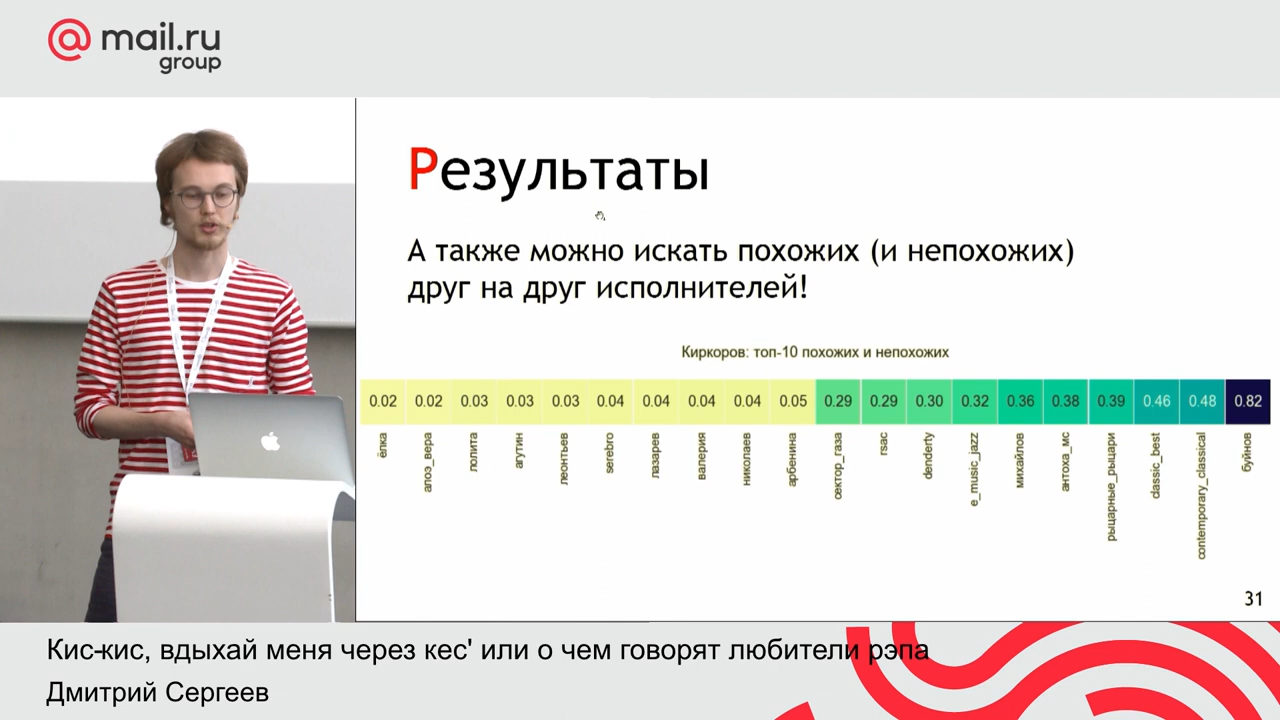 @mail.ru
group
Результаты
А также можно искать похожих (и непохожих)
друг на друг исполнителей!
Киркоров: топ-10 похожих и непохожих
0.02 0.02 0.03 0.03 0.03 0.04 0.04 0.04 0.04 0.05 0.29 0.29 0.30 0.32 0.36 0.38 0.39 0.46 0.48 0.82
ёлка апоэ_вера лолита агутин леонтьев serebro лазарев валерия николаев арбенина сектор_газа rsac denderty e_music_jazz михайлов антоха_мс рыцарные_рыцари classic_best contemporary_classical буйнов
31
Кис-кис, вдыхай меня через кес' или о чем говорят любители рэпа
Дмитрий Сергеев